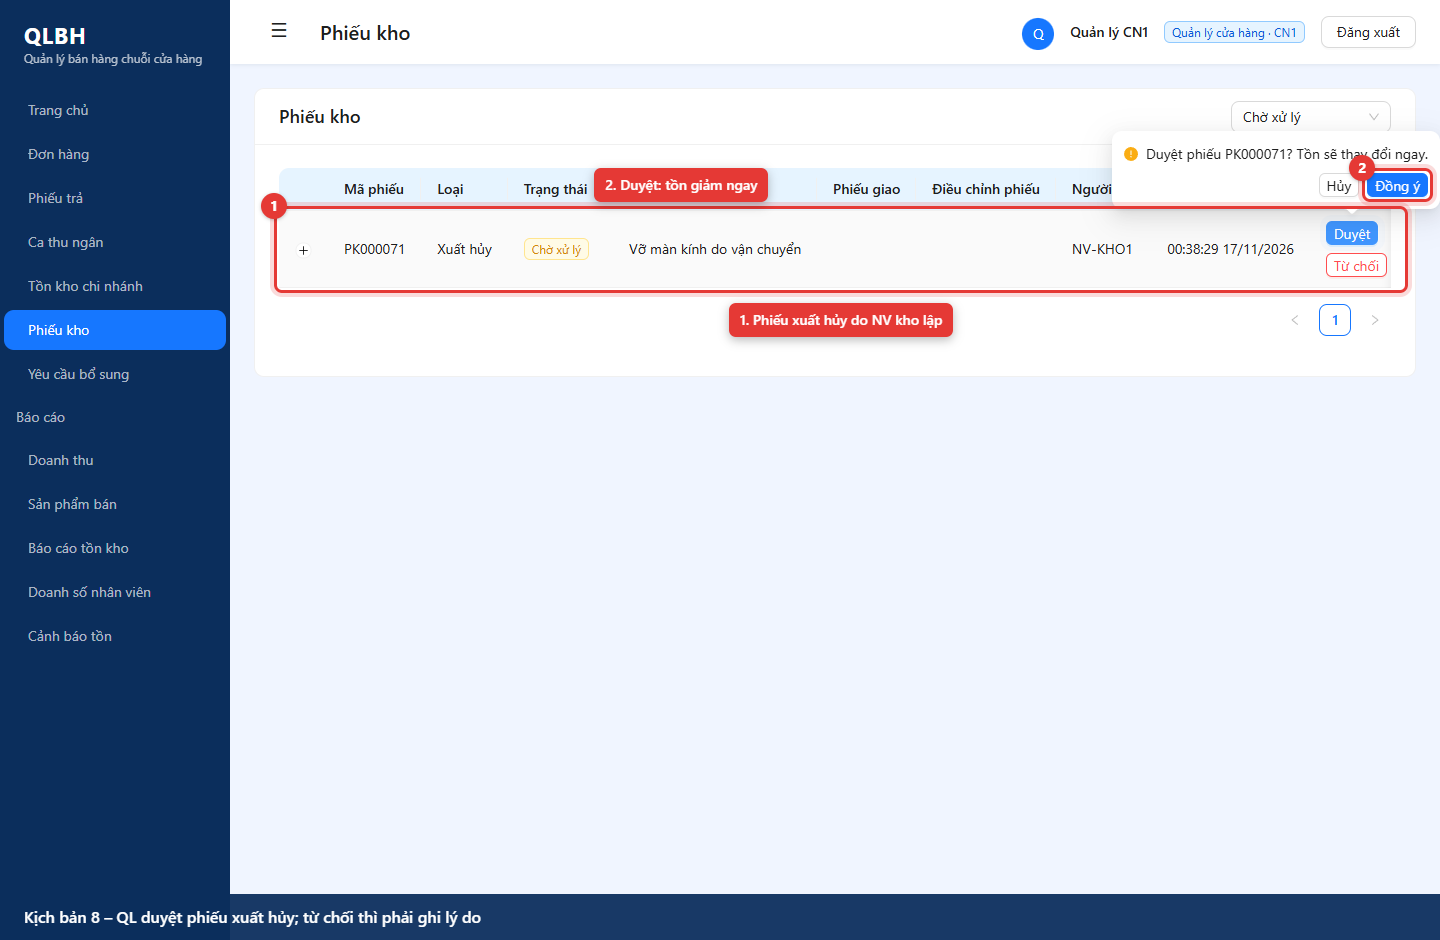 QLBH
Quản lý bán hàng chuỗi cửa hàng
Trang chủ
Đơn hàng
Phiếu trả
Ca thu ngân
Tồn kho chi nhánh
Phiếu kho
Yêu cầu bổ sung
Báo cáo
Doanh thu
Sản phẩm bán
Báo cáo tồn kho
Doanh số nhân viên
Cảnh báo tồn
Phiếu kho
Q
Quản lý CN1
Quản lý cửa hàng · CN1
Đăng xuất
Phiếu kho
Chờ xử lý
Duyệt phiếu PK000071? Tồn sẽ thay đổi ngay.
2
Hủy
Đồng ý
Mã phiếu
Loại
Trạng thái
2. Duyệt: tồn giảm ngay
Phiếu giao
Điều chỉnh phiếu
Người
1
PK000071
Xuất hủy
Chờ xử lý
Vỡ màn kính do vận chuyển
NV-KHO1
00:38:29 17/11/2026
Duyệt
Từ chối
1. Phiếu xuất hủy do NV kho lập
1
Kịch bản 8 – QL duyệt phiếu xuất hủy; từ chối thì phải ghi lý do